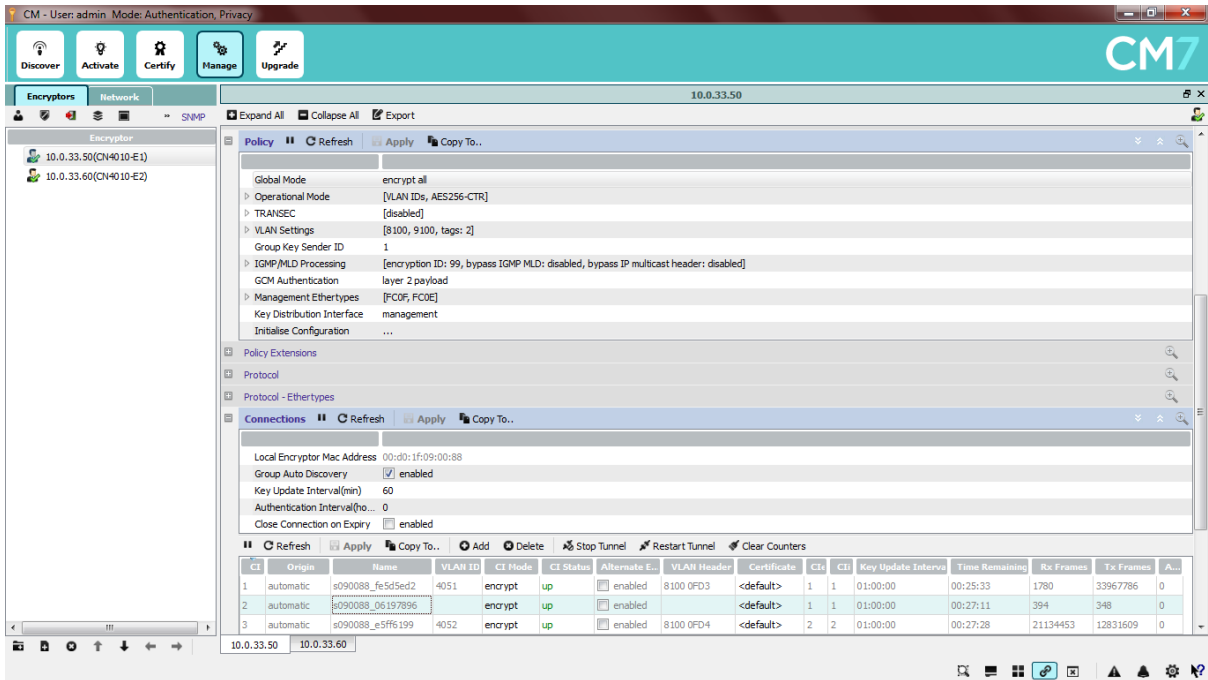 CM - User: admin Mode: Authentication, Privacy
Discover Activate Certify Manage Upgrade
CM7
Encryptors Network
10.0.33.50
» SNMP
Expand All Collapse All Export
Encryptor
10.0.33.50(CN4010-E1)
10.0.33.60(CN4010-E2)
Policy Refresh Apply Copy To..
Global Mode encrypt all
Operational Mode [VLAN IDs, AES256-CTR]
TRANSEC [disabled]
VLAN Settings [8100, 9100, tags: 2]
Group Key Sender ID 1
IGMP/MLD Processing [encryption ID: 99, bypass IGMP MLD: disabled, bypass IP multicast header: disabled]
GCM Authentication layer 2 payload
Management Ethertypes [FC0F, FC0E]
Key Distribution Interface management
Initialise Configuration ...
Policy Extensions
Protocol
Protocol - Ethertypes
Connections Refresh Apply Copy To..
Local Encryptor Mac Address 00:d0:1f:09:00:88
Group Auto Discovery enabled
Key Update Interval(min) 60
Authentication Interval(ho... 0
Close Connection on Expiry enabled
Refresh Apply Copy To.. Add Delete Stop Tunnel Restart Tunnel Clear Counters
CI Origin Name VLAN ID CI Mode CI Status Alternate E.. VLAN Header Certificate CIe CIi Key Update Interva Time Remaining Rx Frames Tx Frames A...
1 automatic s090088_fe5d5ed2 4051 encrypt up enabled 8100 0FD3 <default> 1 1 01:00:00 00:25:33 1780 33967786 0
2 automatic s090088_06197896 encrypt up enabled <default> 1 1 01:00:00 00:27:11 394 348 0
3 automatic s090088_e5ff6199 4052 encrypt up enabled 8100 0FD4 <default> 2 2 01:00:00 00:27:28 21134453 12831609 0
10.0.33.50 10.0.33.60